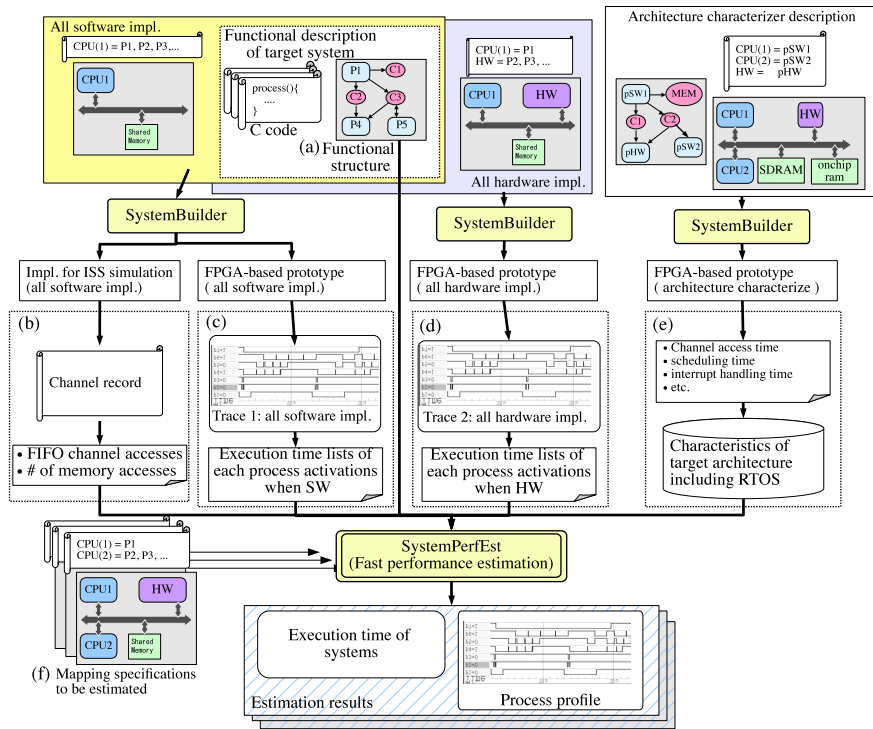 All software impl.
CPU(1) = P1, P2, P3,...
CPU1
Shared
Memory
Functional description
of target system
process(){
....
}
C code
P1
C1
C2
C3
P4
P5
(a)
Functional
structure
CPU(1) = P1
HW = P2, P3, ...
CPU1
HW
Shared
Memory
All hardware impl.
Architecture characterizer description
CPU(1) = pSW1
CPU(2) = pSW2
HW = pHW
pSW1
MEM
C1
C2
pHW
pSW2
CPU1
HW
CPU2
SDRAM
onchip
ram
SystemBuilder
SystemBuilder
SystemBuilder
Impl. for ISS simulation
(all software impl.)
FPGA-based prototype
( all software impl.)
FPGA-based prototype
( all hardware impl.)
FPGA-based prototype
( architecture characterize )
(b)
Channel record
• FIFO channel accesses
• # of memory accesses
(c)
Trace 1: all software impl.
Execution time lists of
each process activations
when SW
(d)
Trace 2: all hardware impl.
Execution time lists of
each process activations
when HW
(e)
• Channel access time
• scheduling time
• interrupt handling time
• etc.
Characteristics of
target architecture
including RTOS
CPU(1) = P1
CPU(2) = P2, P3, ...
CPU1
HW
CPU2
Shared
Memory
(f) Mapping specifications
to be estimated
SystemPerfEst
(Fast performance estimation)
Execution time of
systems
Estimation results
Process profile